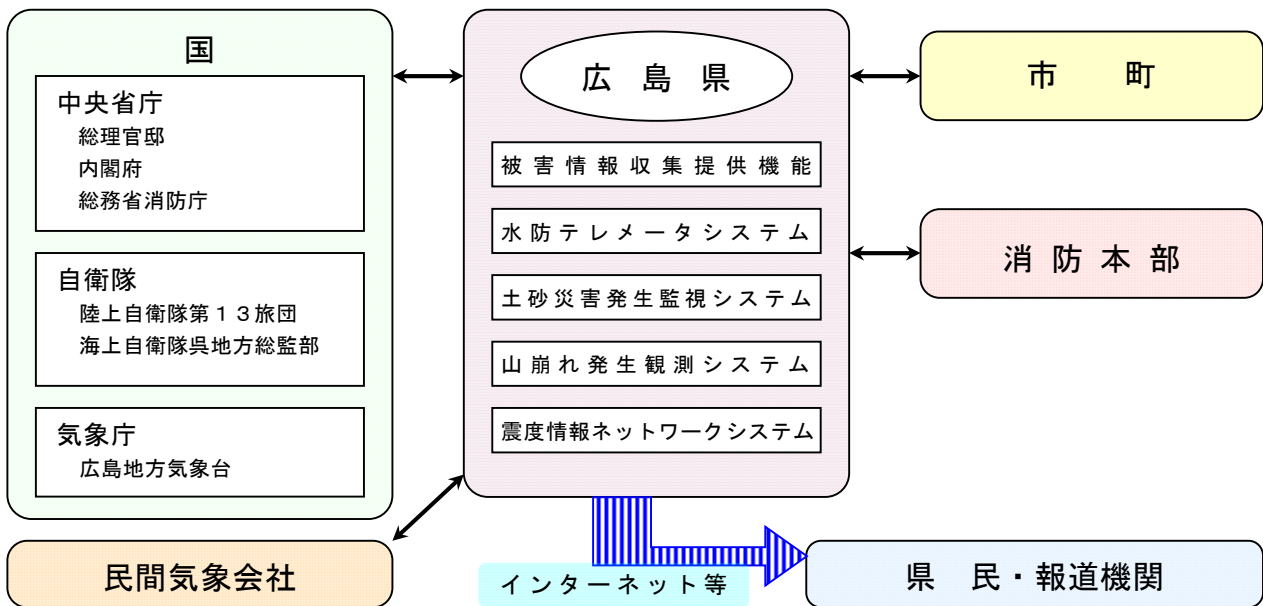 国
中央省庁
総理官邸
内閣府
総務省消防庁
自衛隊
陸上自衛隊第１３旅団
海上自衛隊呉地方総監部
気象庁
広島地方気象台
民間気象会社
広島県
被害情報収集提供機能
水防テレメータシステム
土砂災害発生監視システム
山崩れ発生観測システム
震度情報ネットワークシステム
インターネット等
市　町
消防本部
県　民・報道機関